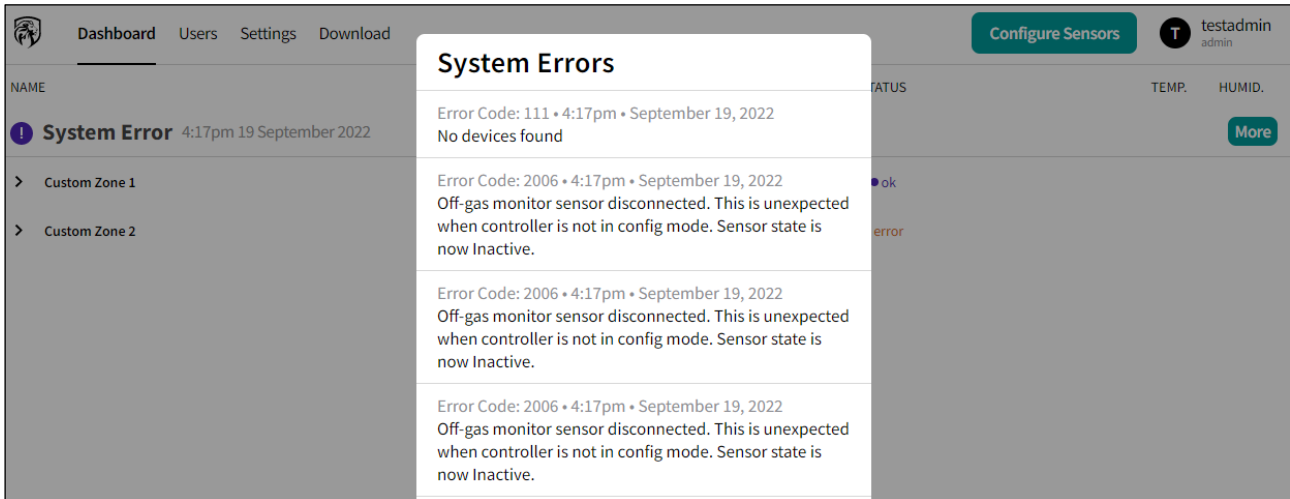 Dashboard Users Settings Download
Configure Sensors
T
testadmin
admin
System Errors
NAME
TATUS
TEMP.
HUMID.
! System Error 4:17pm 19 September 2022
More
Error Code: 111 • 4:17pm • September 19, 2022
No devices found
Custom Zone 1
ok
Custom Zone 2
error
Error Code: 2006 • 4:17pm • September 19, 2022
Off-gas monitor sensor disconnected. This is unexpected
when controller is not in config mode. Sensor state is
now Inactive.
Error Code: 2006 • 4:17pm • September 19, 2022
Off-gas monitor sensor disconnected. This is unexpected
when controller is not in config mode. Sensor state is
now Inactive.
Error Code: 2006 • 4:17pm • September 19, 2022
Off-gas monitor sensor disconnected. This is unexpected
when controller is not in config mode. Sensor state is
now Inactive.